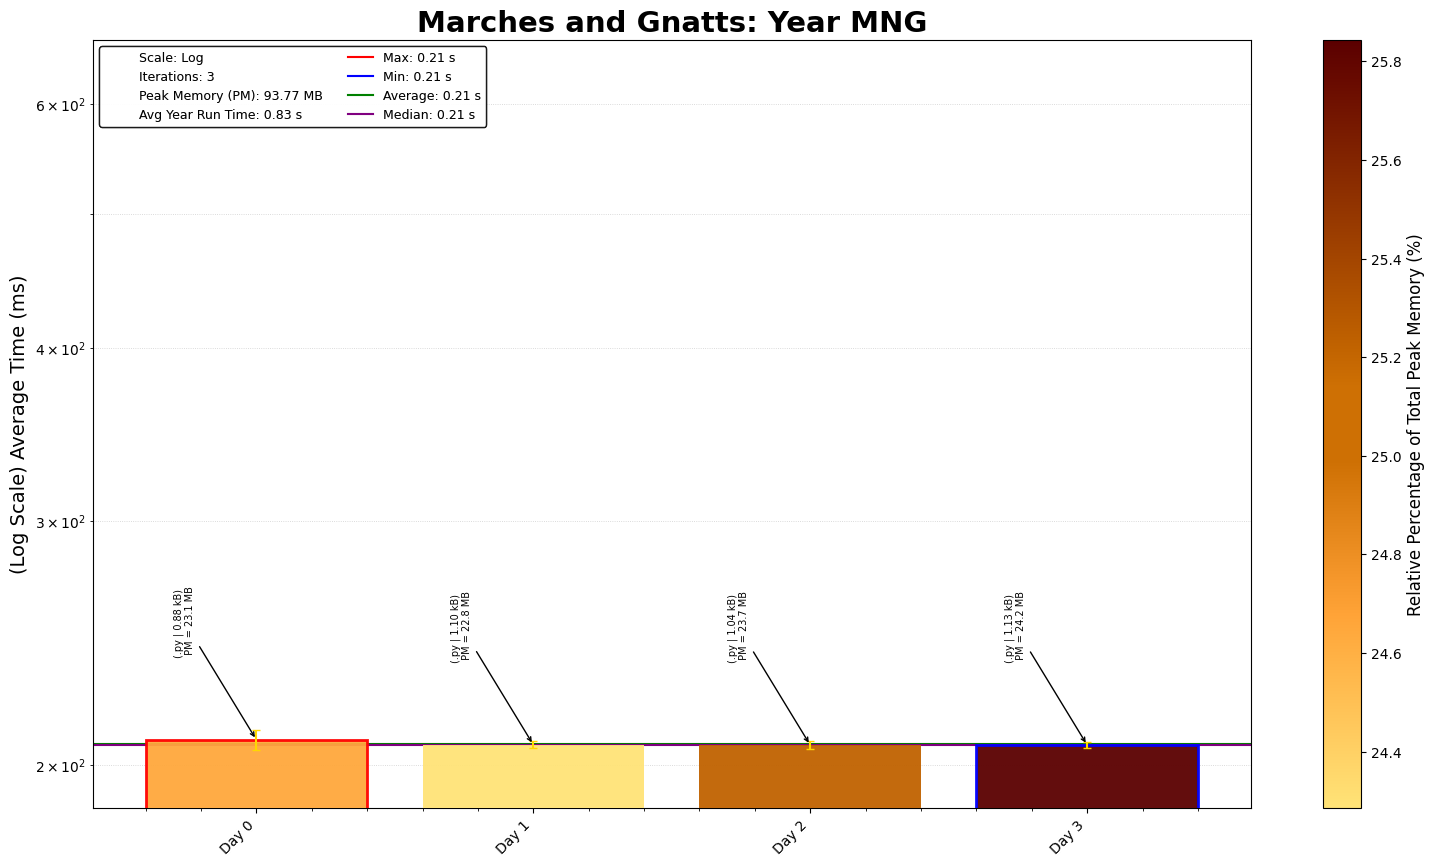 Marches and Gnatts: Year MNG
Scale: Log
Iterations: 3
Peak Memory (PM): 93.77 MB
Avg Year Run Time: 0.83 s
Max: 0.21 s
Min: 0.21 s
Average: 0.21 s
Median: 0.21 s
(Log Scale) Average Time (ms)
6 × 10²
4 × 10²
3 × 10²
2 × 10²
(.py | 0.88 kB)
PM = 23.1 MB
(.py | 1.10 kB)
PM = 22.8 MB
(.py | 1.04 kB)
PM = 23.7 MB
(.py | 1.13 kB)
PM = 24.2 MB
Day 0
Day 1
Day 2
Day 3
25.8
25.6
25.4
25.2
25.0
24.8
24.6
24.4
Relative Percentage of Total Peak Memory (%)